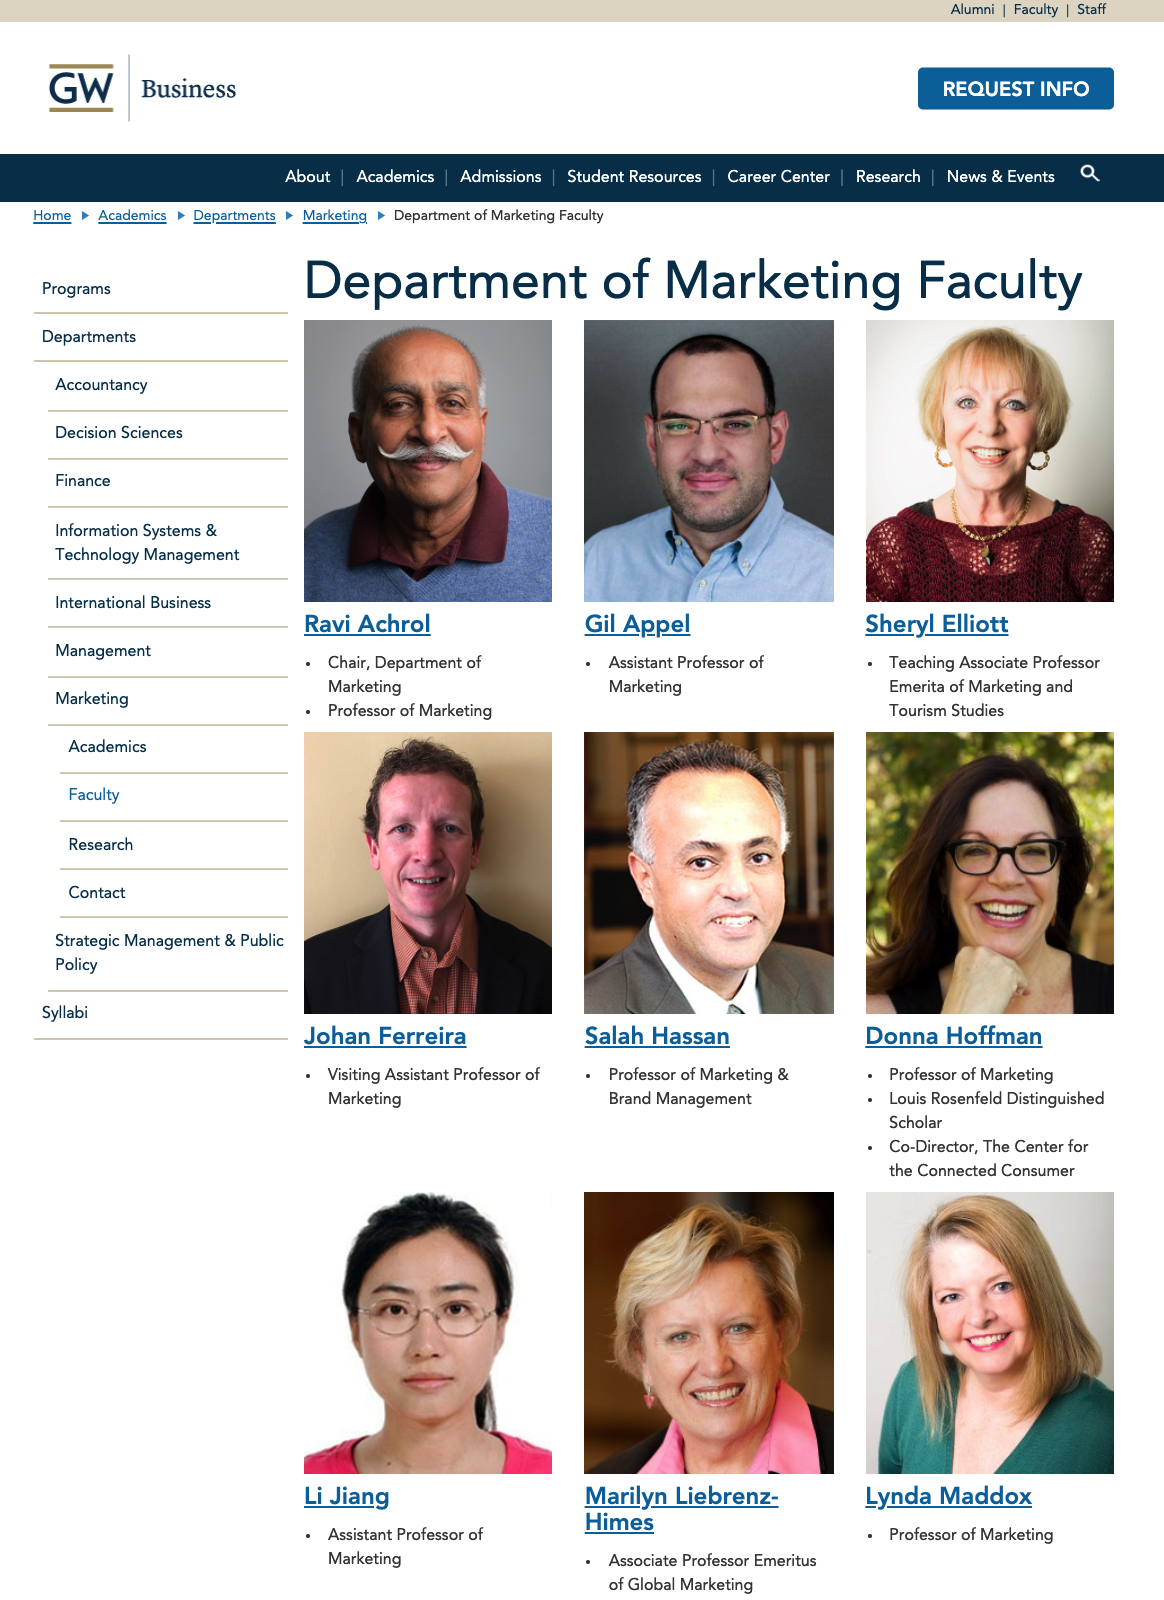 Alumni | Faculty | Staff
GW Business
REQUEST INFO
About | Academics | Admissions | Student Resources | Career Center | Research | News & Events
Home Academics Departments Marketing Department of Marketing Faculty
Programs
Departments
Accountancy
Decision Sciences
Finance
Information Systems &
Technology Management
International Business
Management
Marketing
Academics
Faculty
Research
Contact
Strategic Management & Public
Policy
Syllabi
Department of Marketing Faculty
Ravi Achrol
• Chair, Department of
Marketing
• Professor of Marketing
Gil Appel
• Assistant Professor of
Marketing
Sheryl Elliott
• Teaching Associate Professor
Emerita of Marketing and
Tourism Studies
Johan Ferreira
• Visiting Assistant Professor of
Marketing
Salah Hassan
• Professor of Marketing &
Brand Management
Donna Hoffman
• Professor of Marketing
• Louis Rosenfeld Distinguished
Scholar
• Co-Director, The Center for
the Connected Consumer
Li Jiang
• Assistant Professor of
Marketing
Marilyn Liebrenz-
Himes
• Associate Professor Emeritus
of Global Marketing
Lynda Maddox
• Professor of Marketing